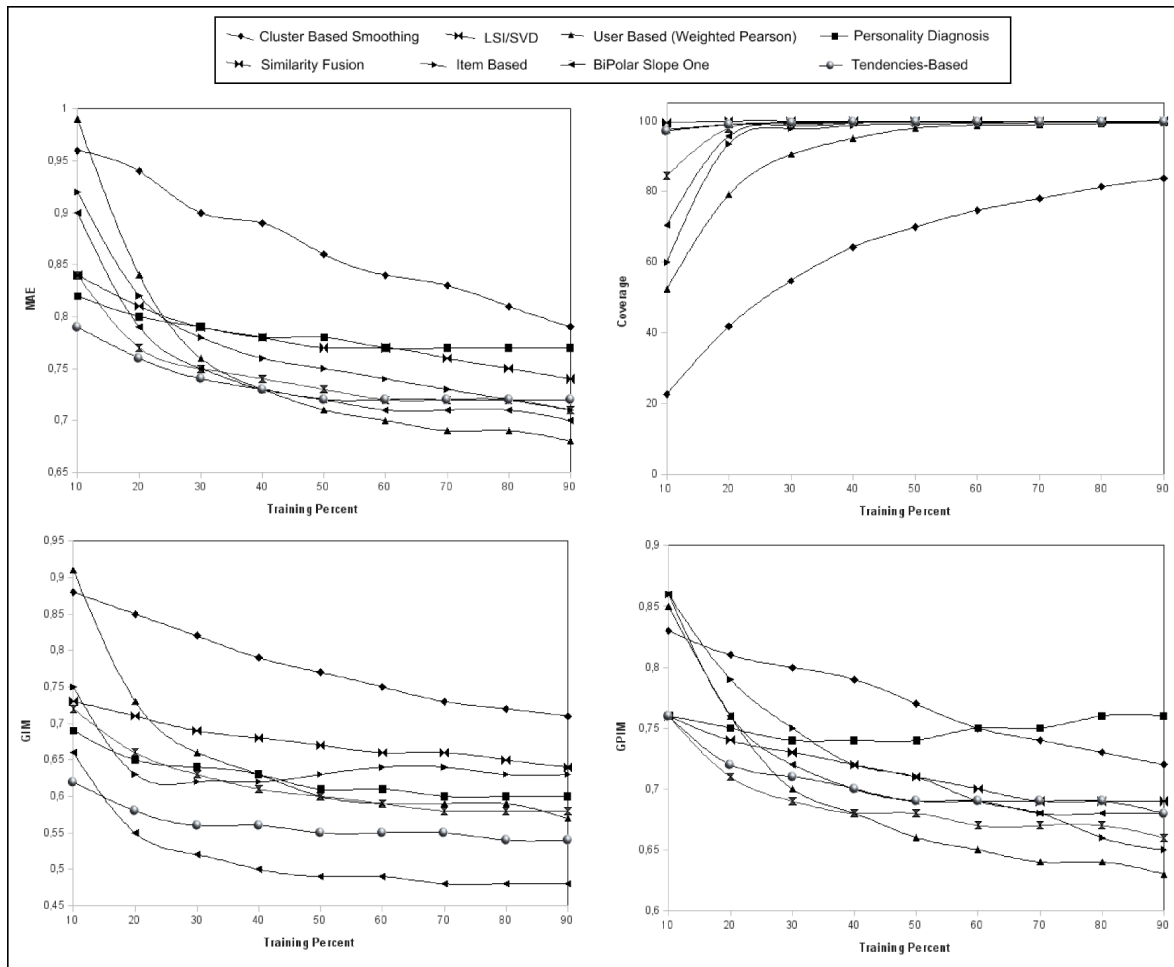 Cluster Based Smoothing LSI/SVD User Based (Weighted Pearson) Personality Diagnosis
Similarity Fusion Item Based BiPolar Slope One Tendencies-Based
1
0,95
0,9
0,85
0,8
0,75
0,7
0,65
MAE
10 20 30 40 50 60 70 80 90
Training Percent
100
80
60
40
20
0
Coverage
10 20 30 40 50 60 70 80 90
Training Percent
0,95
0,9
0,85
0,8
0,75
0,7
0,65
0,6
0,55
0,5
0,45
GIM
10 20 30 40 50 60 70 80 90
Training Percent
0,9
0,85
0,8
0,75
0,7
0,65
0,6
GPIM
10 20 30 40 50 60 70 80 90
Training Percent